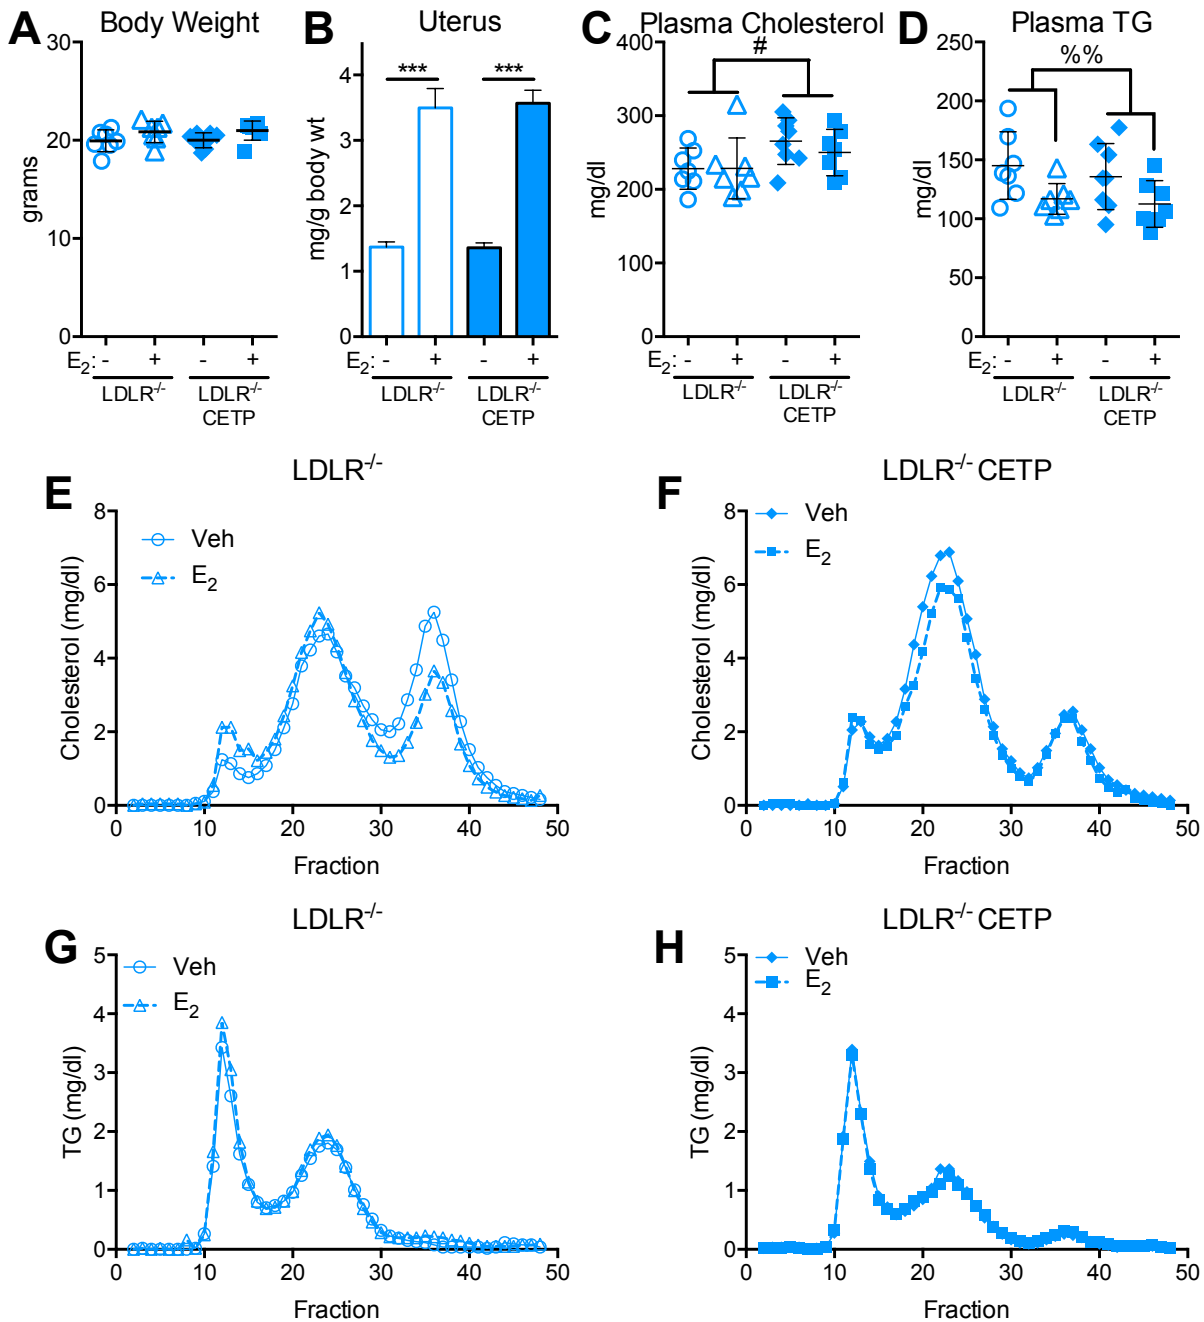 A Body Weight
30
20
10
0
grams
E2: - +  - +
LDLR-/- LDLR-/-
CETP
B Uterus
*** ***
4
3
2
1
0
mg/g body wt
E2: - + - +
LDLR-/- LDLR-/-
CETP
C Plasma Cholesterol
#
400
300
200
100
0
mg/dl
E2: - + - +
LDLR-/- LDLR-/-
CETP
D Plasma TG
%%
250
200
150
100
50
0
mg/dl
E2: - + - +
LDLR-/- LDLR-/-
CETP
E LDLR-/-
Veh
E2
8
6
4
2
0
Cholesterol (mg/dl)
0 10 20 30 40 50
Fraction
F LDLR-/- CETP
Veh
E2
8
6
4
2
0
Cholesterol (mg/dl)
0 10 20 30 40 50
Fraction
G LDLR-/-
Veh
E2
5
4
3
2
1
0
TG (mg/dl)
0 10 20 30 40 50
Fraction
H LDLR-/- CETP
Veh
E2
5
4
3
2
1
0
TG (mg/dl)
0 10 20 30 40 50
Fraction